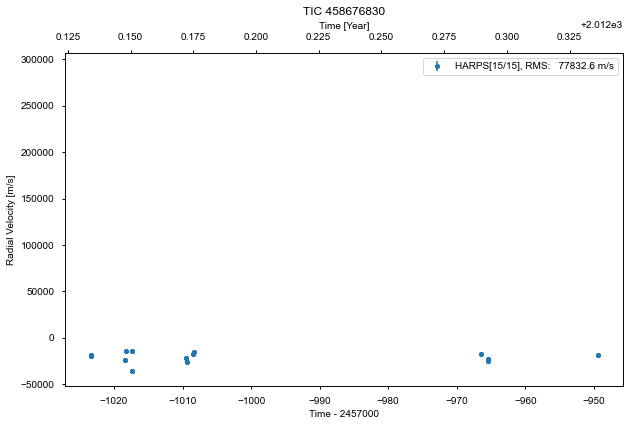 TIC 458676830
Time [Year]
+2.012e3
0.125 0.150 0.175 0.200 0.225 0.250 0.275 0.300 0.325
HARPS[15/15], RMS: 77832.6 m/s
300000
250000
200000
150000
100000
50000
0
−50000
Radial Velocity [m/s]
−1020 −1010 −1000 −990 −980 −970 −960 −950
Time - 2457000